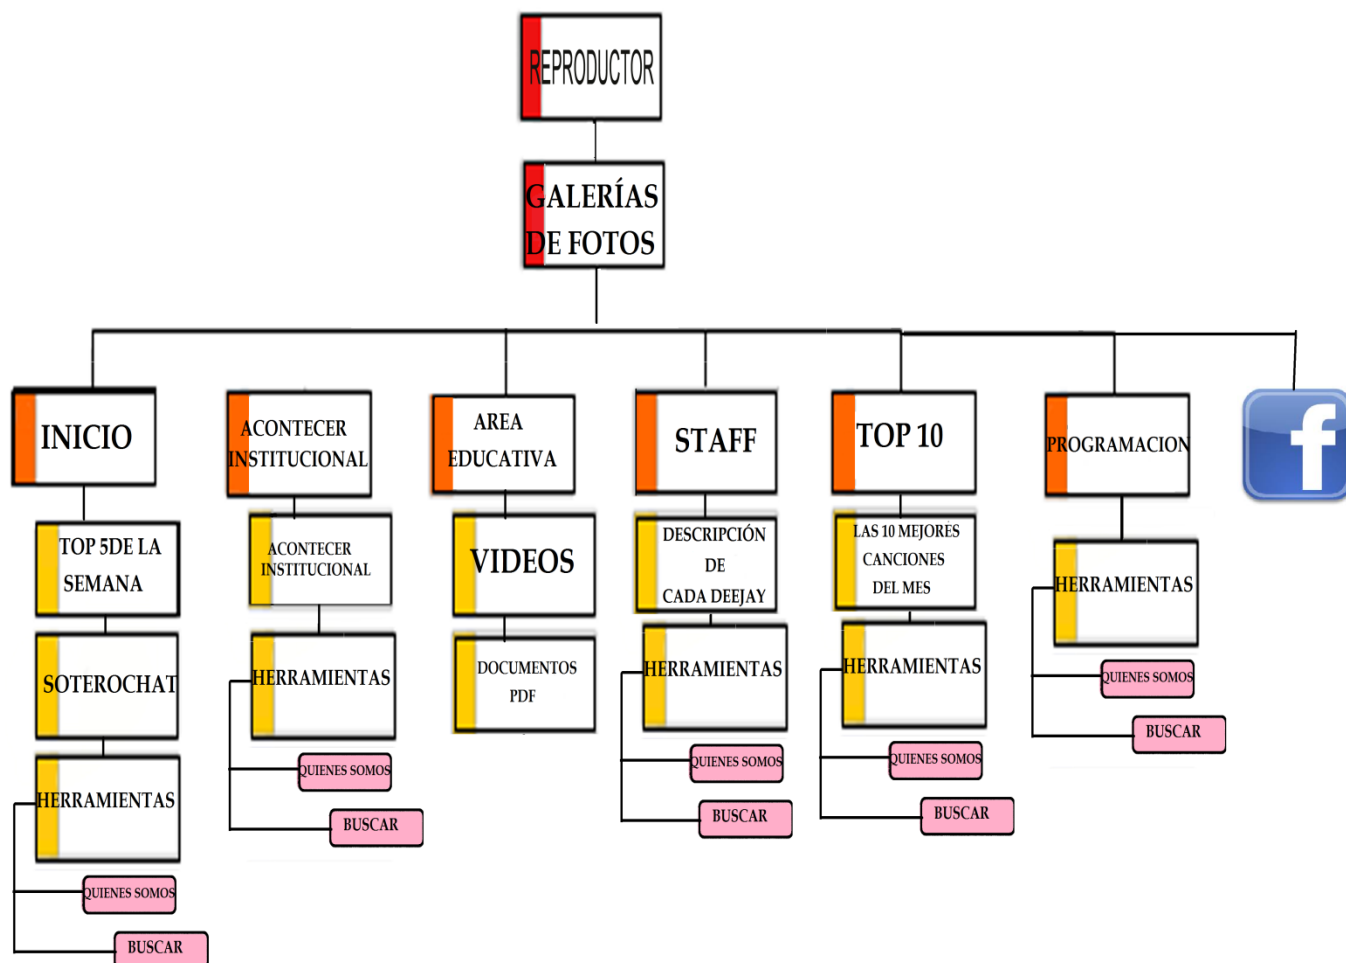 REPRODUCTOR
GALERÍAS
DE FOTOS
INICIO
TOP 5DE LA
SEMANA
SOTEROCHAT
HERRAMIENTAS
QUIENES SOMOS
BUSCAR
ACONTECER
INSTITUCIONAL
ACONTECER
INSTITUCIONAL
HERRAMIENTAS
QUIENES SOMOS
BUSCAR
AREA
EDUCATIVA
VIDEOS
DOCUMENTOS
PDF
STAFF
DESCRIPCIÓN
DE
CADA DEEJAY
HERRAMIENTAS
QUIENES SOMOS
BUSCAR
TOP 10
LAS 10 MEJORES
CANCIONES
DEL MES
HERRAMIENTAS
QUIENES SOMOS
BUSCAR
PROGRAMACION
HERRAMIENTAS
QUIENES SOMOS
BUSCAR
f